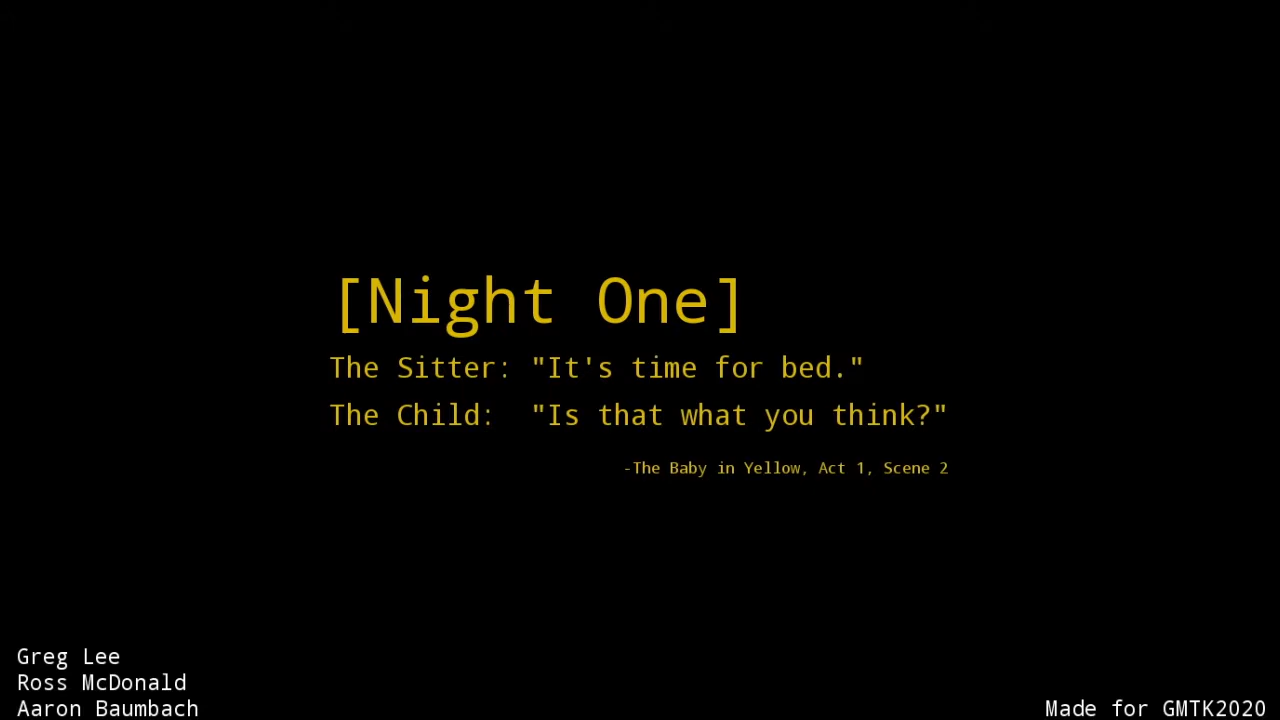 [Night One]
The Sitter: "It's time for bed."
The Child:  "Is that what you think?"
-The Baby in Yellow, Act 1, Scene 2
Greg Lee
Ross McDonald
Aaron Baumbach
Made for GMTK2020